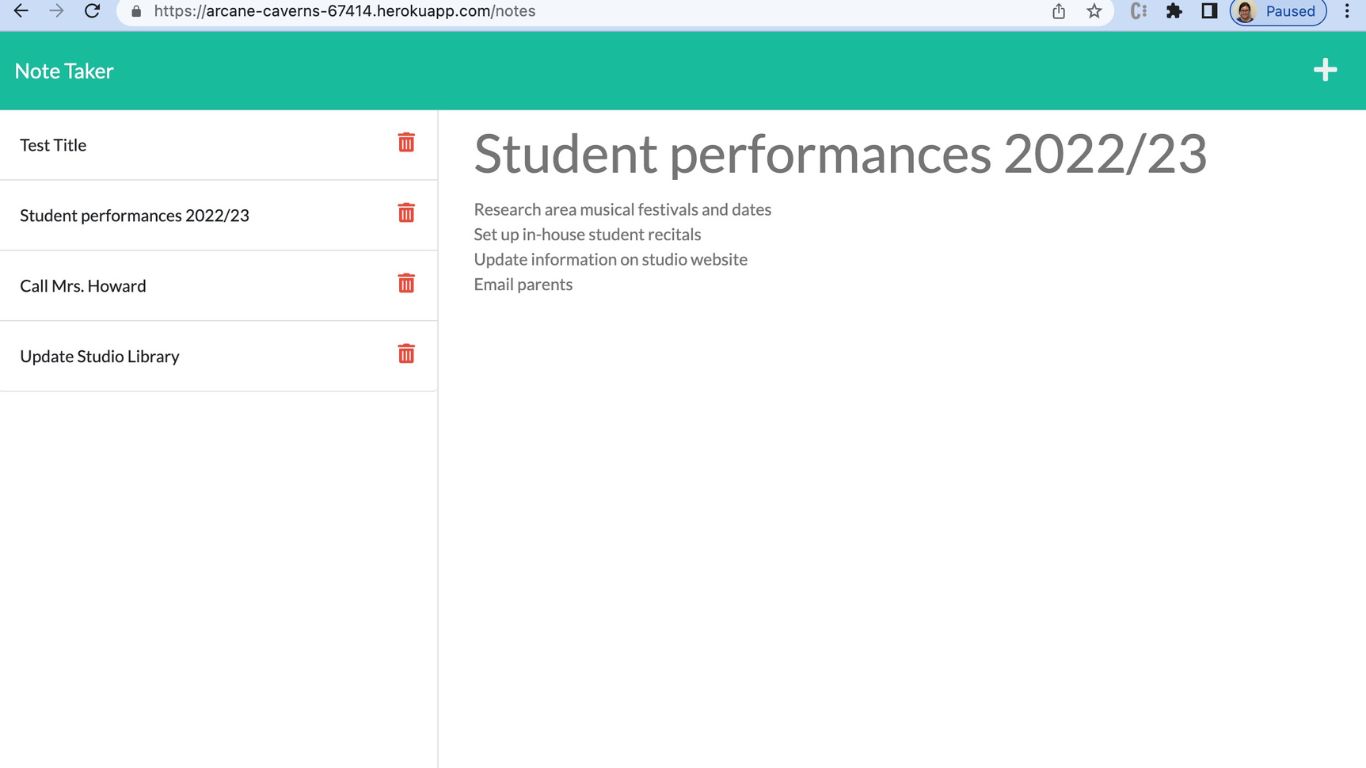 https://arcane-caverns-67414.herokuapp.com/notes
Paused
Note Taker
Test Title
Student performances 2022/23
Call Mrs. Howard
Update Studio Library
Student performances 2022/23
Research area musical festivals and dates
Set up in-house student recitals
Update information on studio website
Email parents